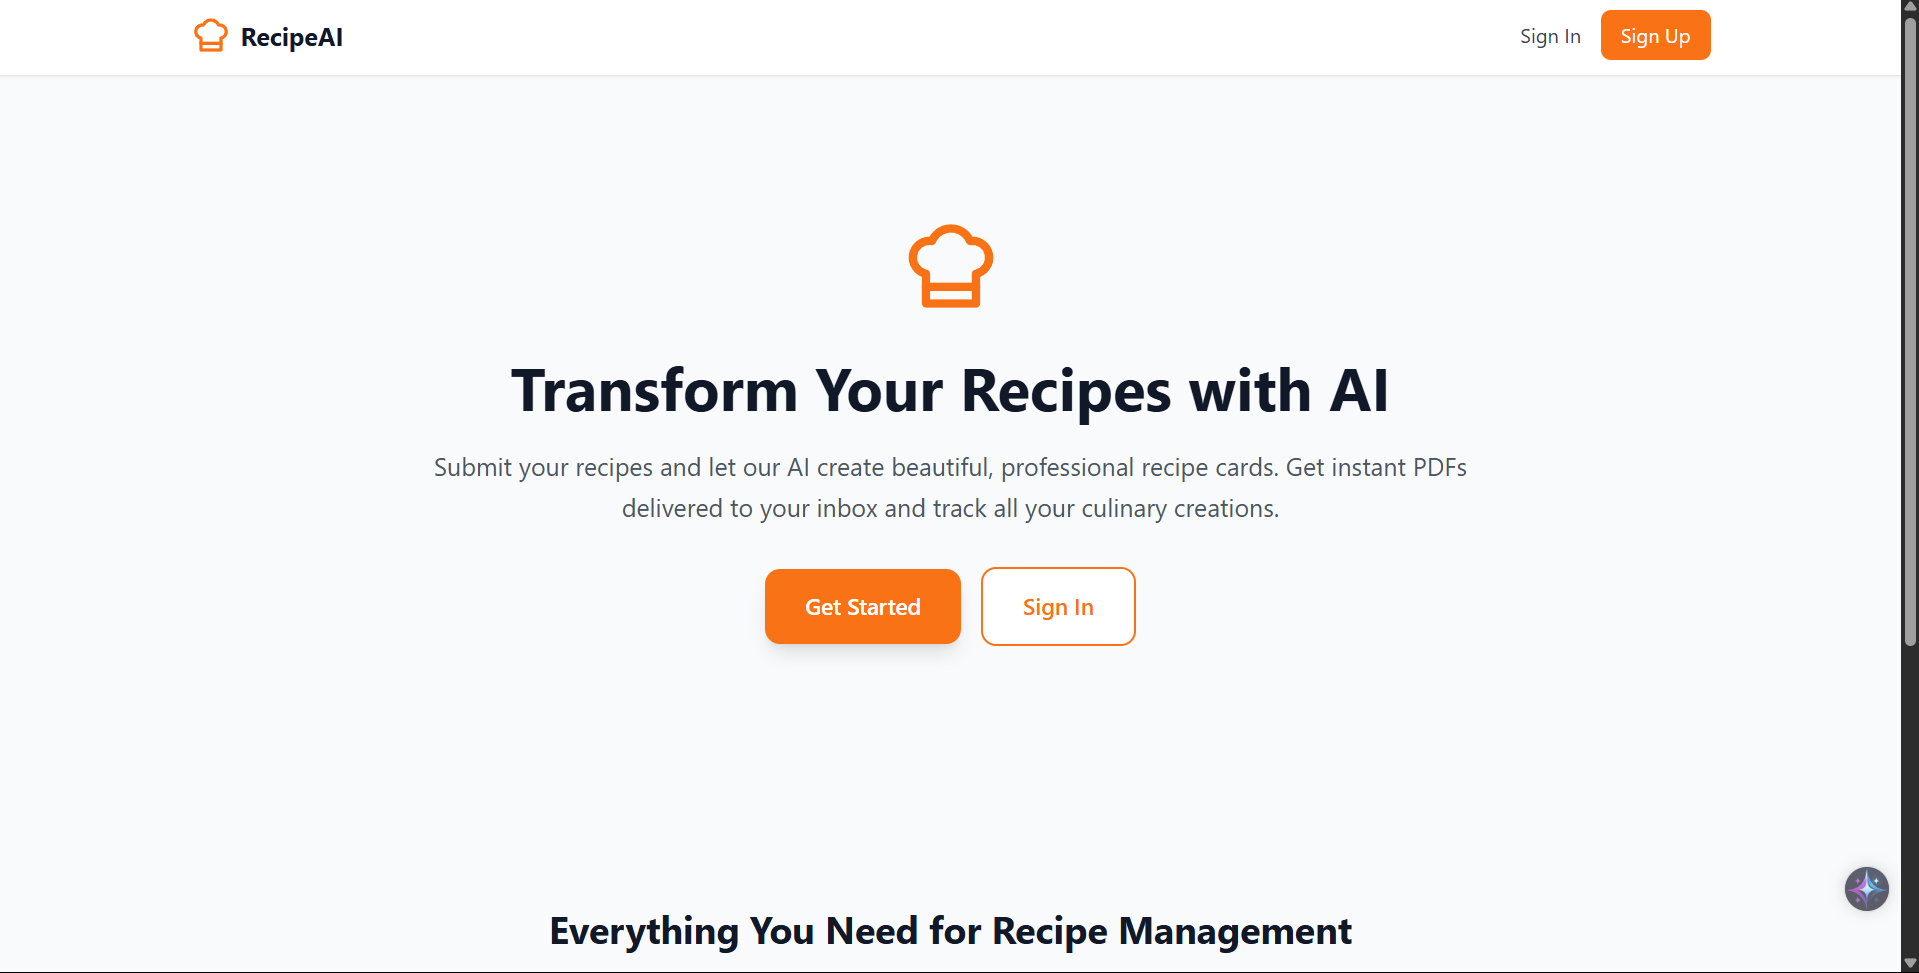 RecipeAI
Sign In
Sign Up
Transform Your Recipes with AI
Submit your recipes and let our AI create beautiful, professional recipe cards. Get instant PDFs
delivered to your inbox and track all your culinary creations.
Get Started
Sign In
Everything You Need for Recipe Management